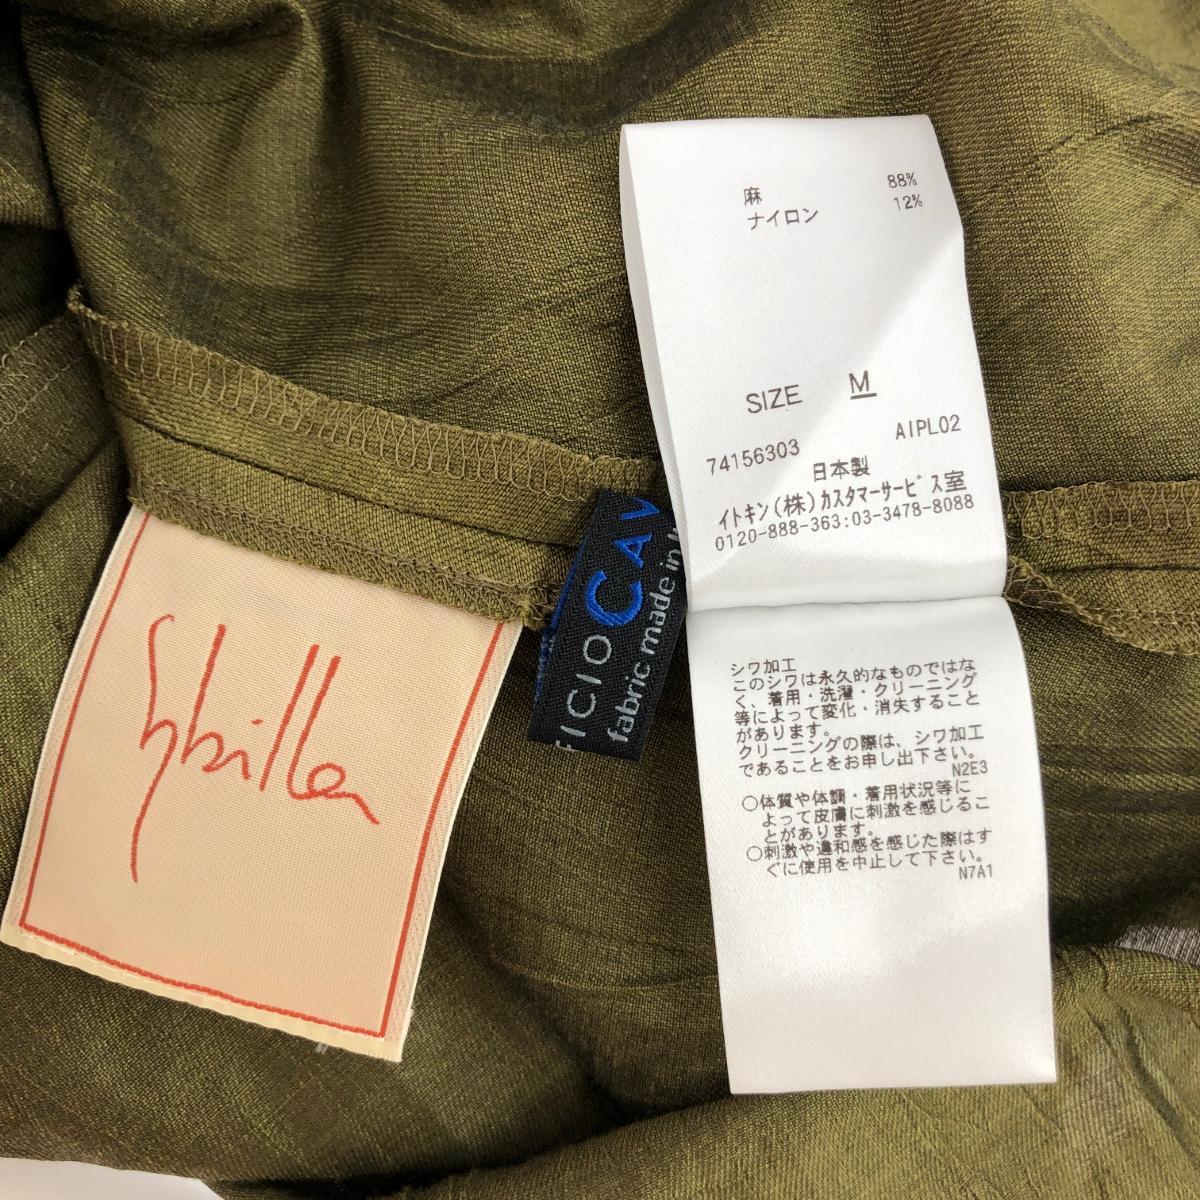 麻 88%
ナイロン 12%
SIZE M
74156303 AIPL02
日本製
イトキン(株)カスタマーサービス室
0120-888-363:03-3478-8088
Sybilla
FICIO CAV
fabric made in
シワ加工
このシワは永久的なものではな
く、着用・洗濯・クリーニング
等によって変化・消失すること
があります。
クリーニングの際は、シワ加工
であることをお申し出下さい。
N2E3
○体質や体調・着用状況等に
よって皮膚に刺激を感じるこ
とがあります。
○刺激や違和感を感じた際はす
ぐに使用を中止して下さい。
N7A1